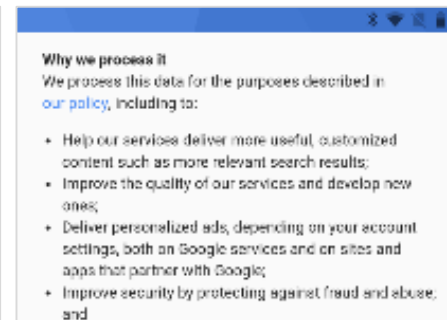 Why we process it
We process this data for the purposes described in
our policy, including to:
• Help our services deliver more useful, customized
content such as more relevant search results;
• Improve the quality of our services and develop new
ones;
• Deliver personalized ads, depending on your account
settings, both on Google services and on sites and
apps that partner with Google;
• Improve security by protecting against fraud and abuse;
and